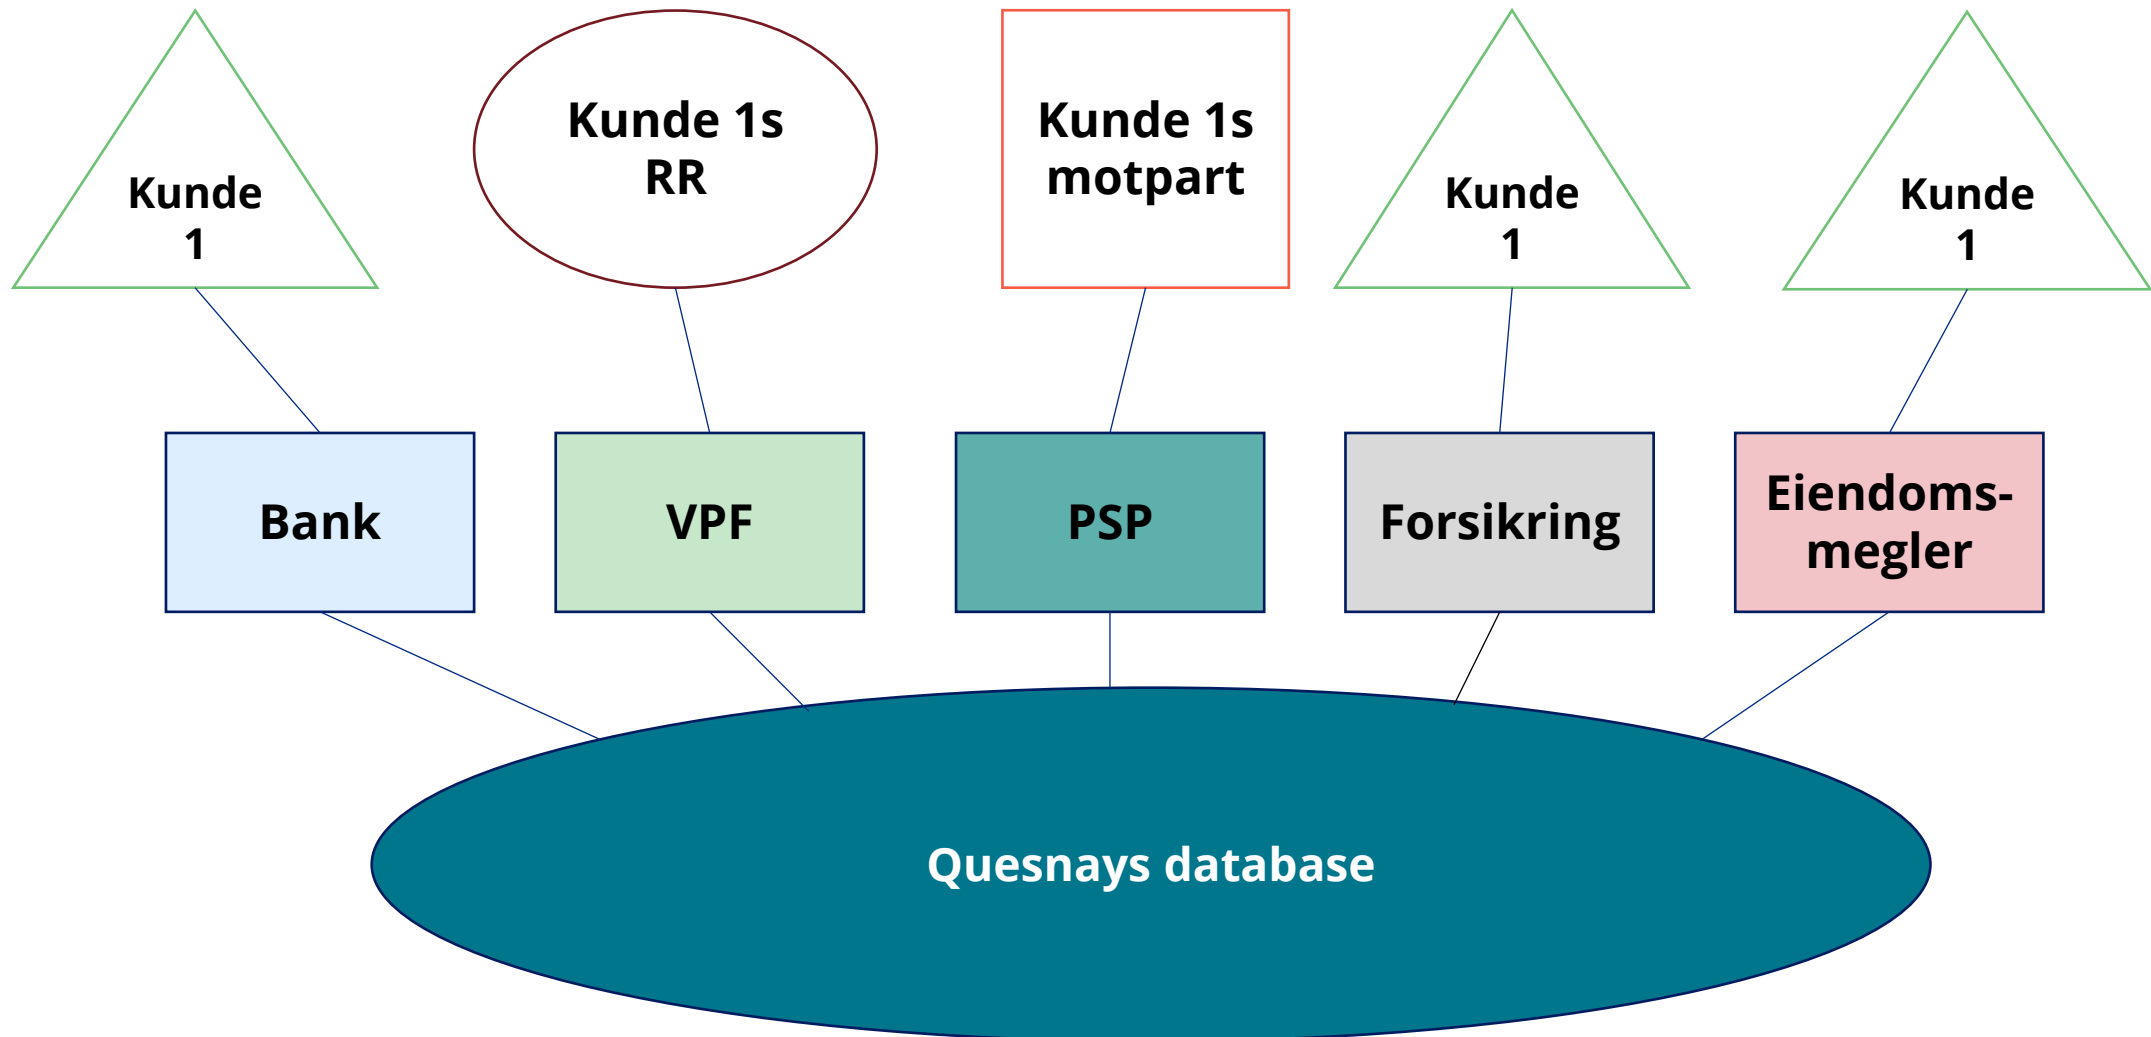 Kunde
1
Kunde 1s
RR
Kunde 1s
motpart
Kunde
1
Kunde
1
Bank
VPF
PSP
Forsikring
Eiendoms-
megler
Quesnays database